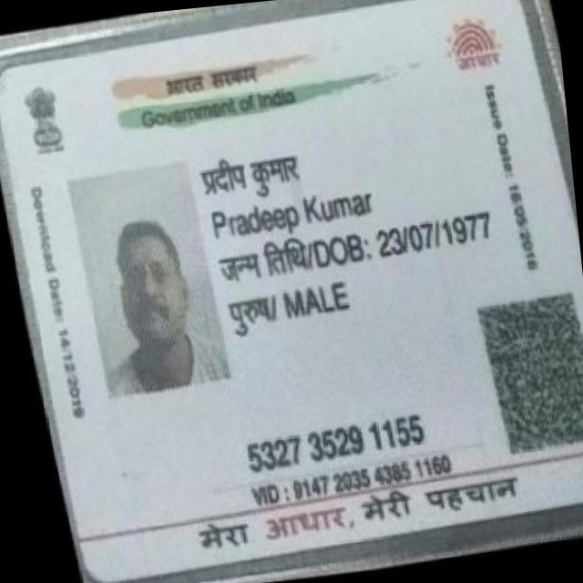 भारत सरकार
Government of India
आधार
Issue Date: 18/09/2016
Download Date: 14/12/2019
प्रदीप कुमार
Pradeep Kumar
जन्म तिथि/DOB: 23/07/1977
पुरुष/ MALE
5327 3529 1155
VID : 9147 2035 4385 1160
मेरा आधार, मेरी पहचान